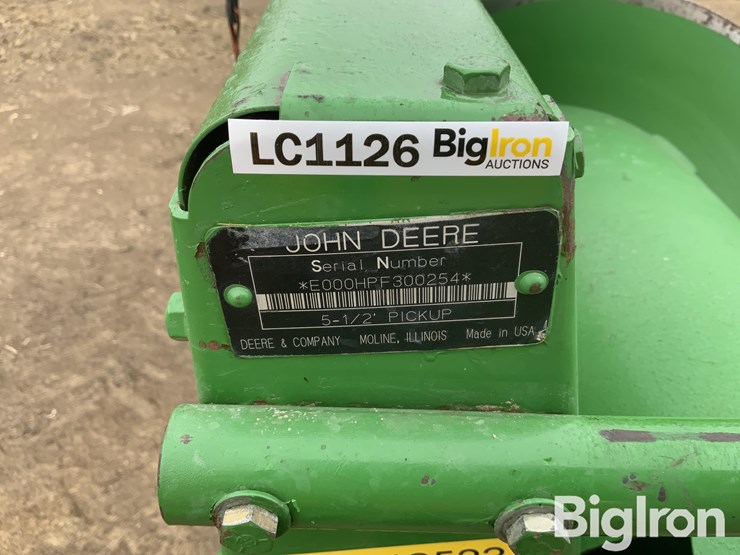 LC1126 BigIron
AUCTIONS
JOHN DEERE
Serial Number
*E000HPF300254*
5-1/2' PICKUP
DEERE & COMPANY MOLINE, ILLINOIS Made in USA
BigIron